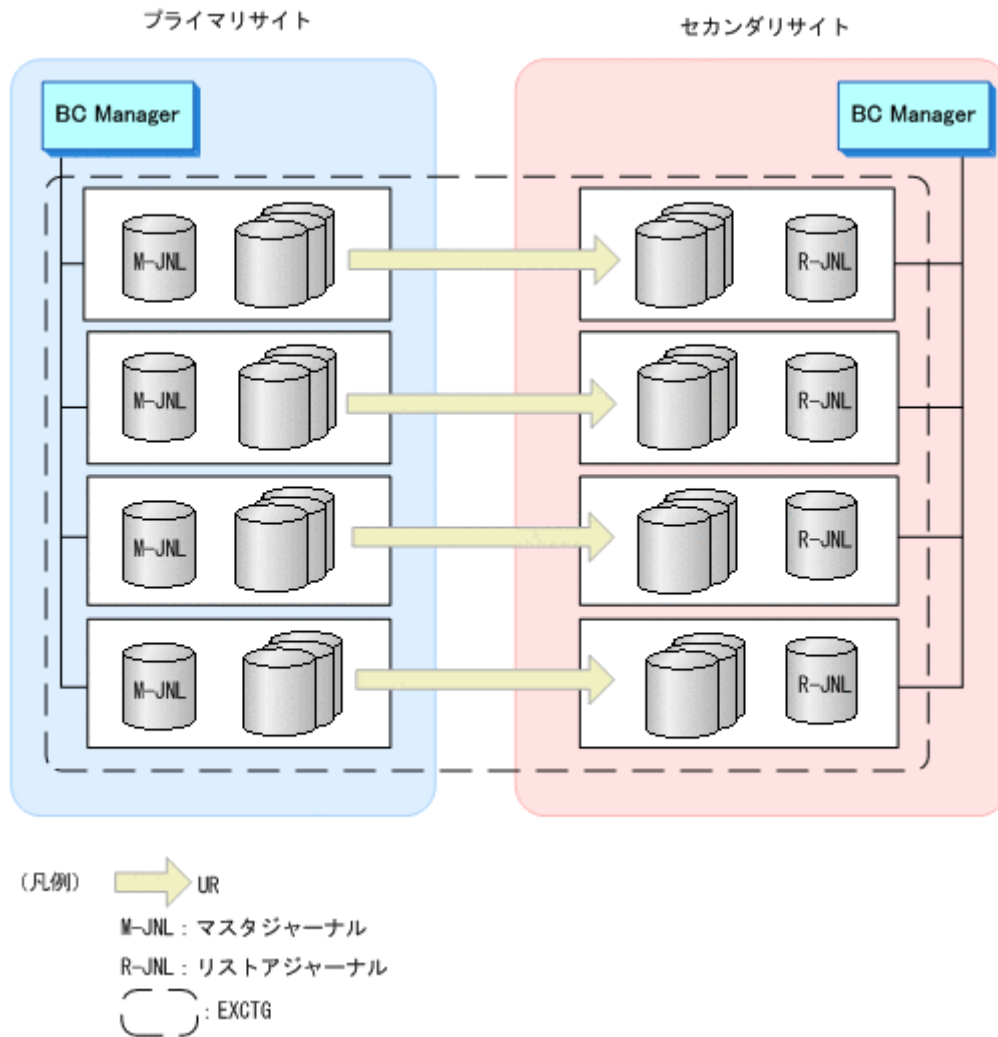 プライマリサイト
セカンダリサイト
BC Manager
BC Manager
M-JNL
R-JNL
M-JNL
R-JNL
M-JNL
R-JNL
M-JNL
R-JNL
(凡例)
UR
M-JNL : マスタジャーナル
R-JNL : リストアジャーナル
: EXCTG